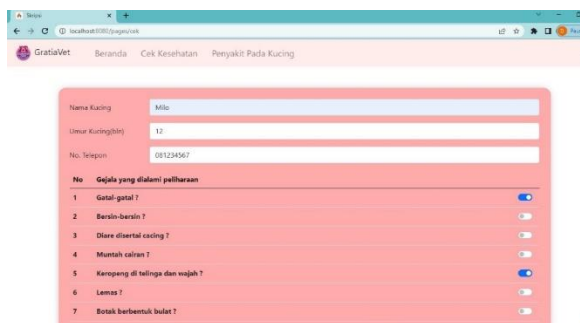 localhost:8080/pages/cek
GratiaVet Beranda Cek Kesehatan Penyakit Pada Kucing
Nama Kucing Milo
Umur Kucing(bln) 12
No. Telepon 081234567
No Gejala yang dialami peliharaan
1 Gatal-gatal ?
2 Bersin-bersin ?
3 Diare disertai cacing ?
4 Muntah cairan ?
5 Keropeng di telinga dan wajah ?
6 Lemas ?
7 Botak berbentuk bulat ?